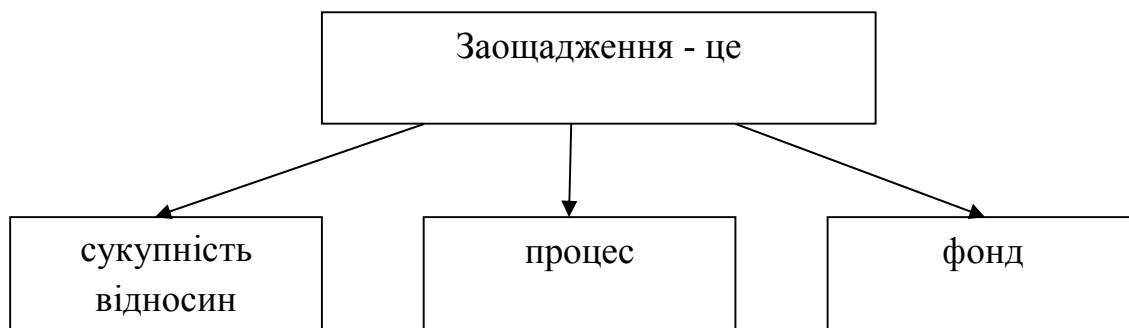 Заощадження - це
сукупність
відносин
процес
фонд